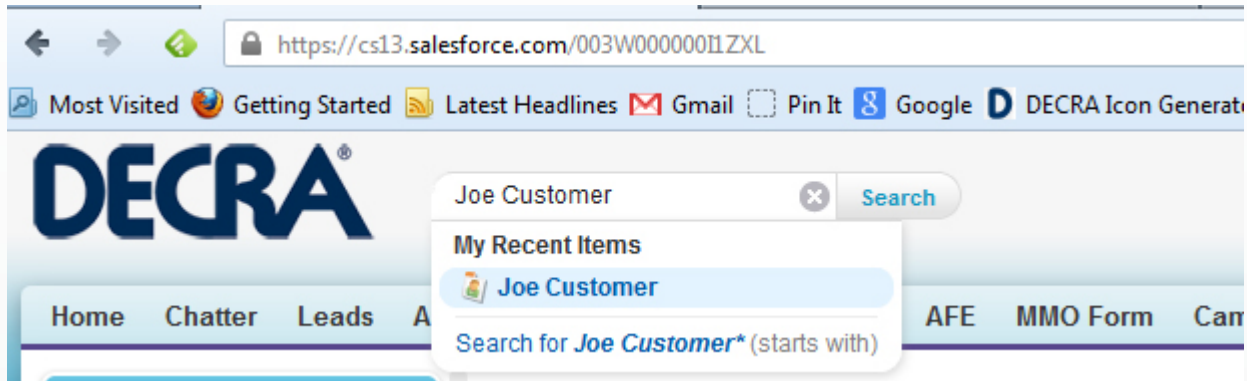 https://cs13.salesforce.com/003W000000I1ZXL
Most Visited Getting Started Latest Headlines Gmail Pin It Google DECRA Icon Generat
DECRA®
Joe Customer Search
My Recent Items
Joe Customer
Home Chatter Leads A AFE MMO Form Cam
Search for Joe Customer* (starts with)